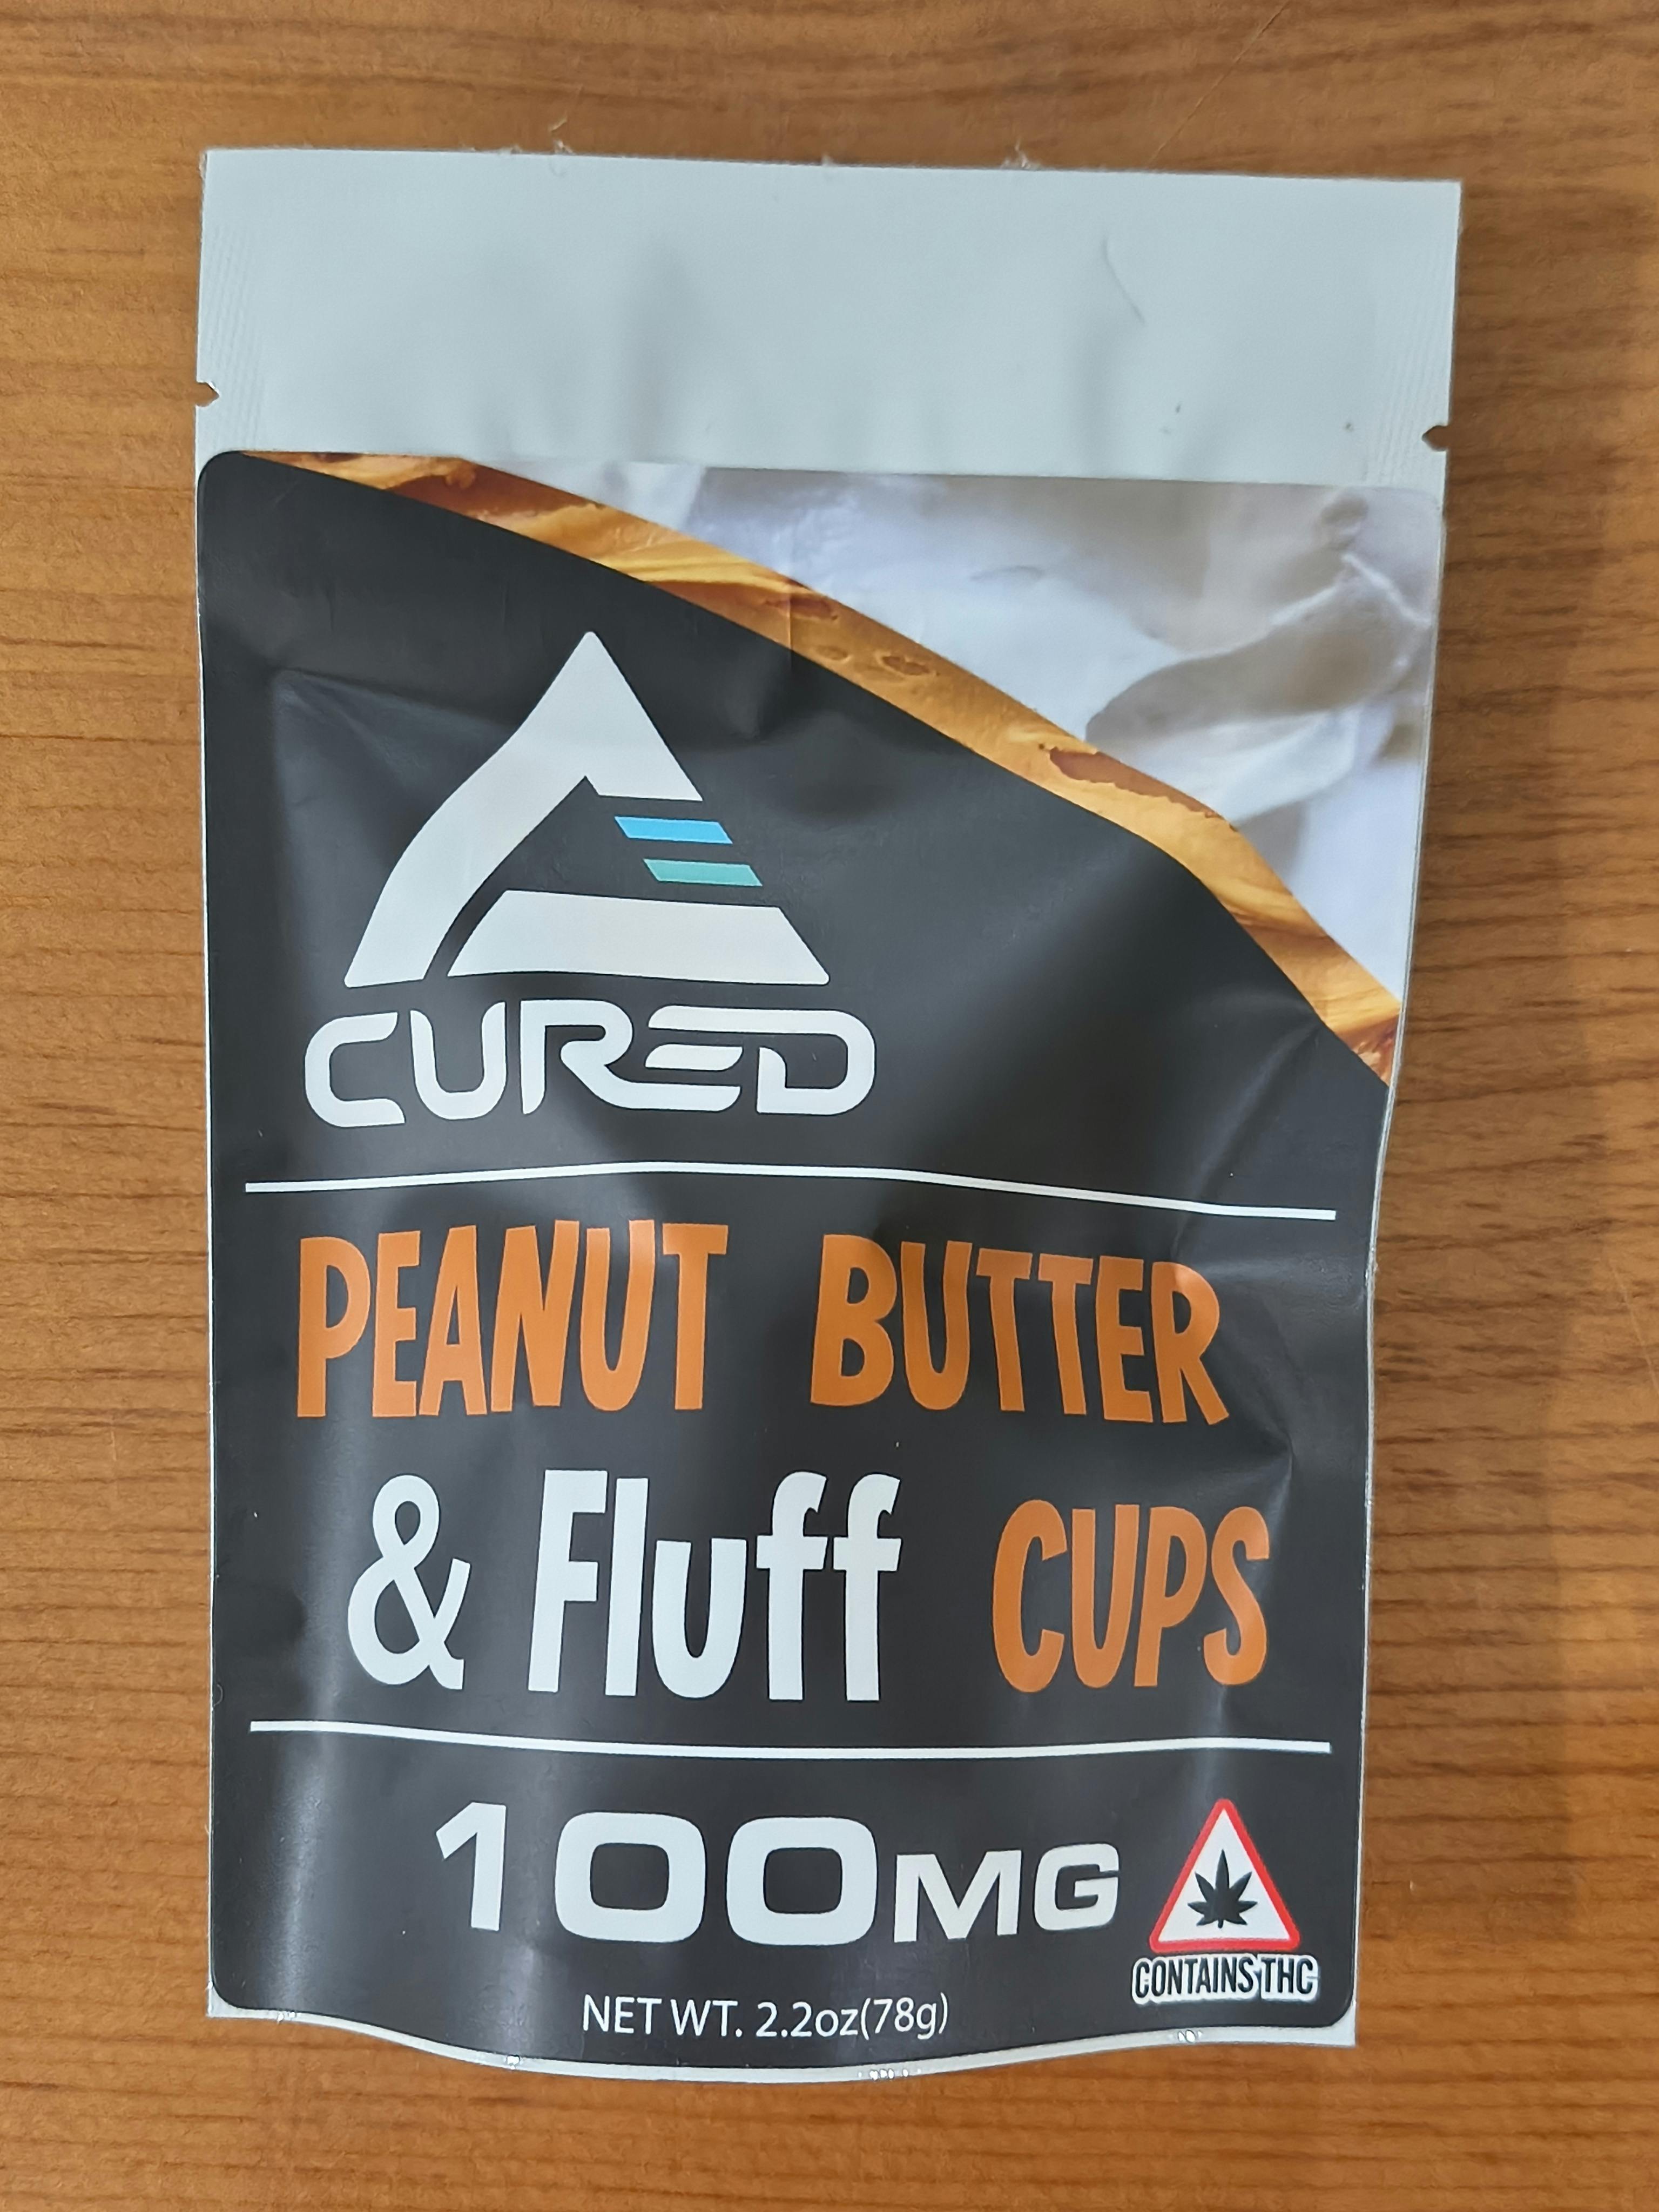 CURED
PEANUT BUTTER
& Fluff CUPS
100MG
CONTAINS THC
NET WT. 2.2oz(78g)